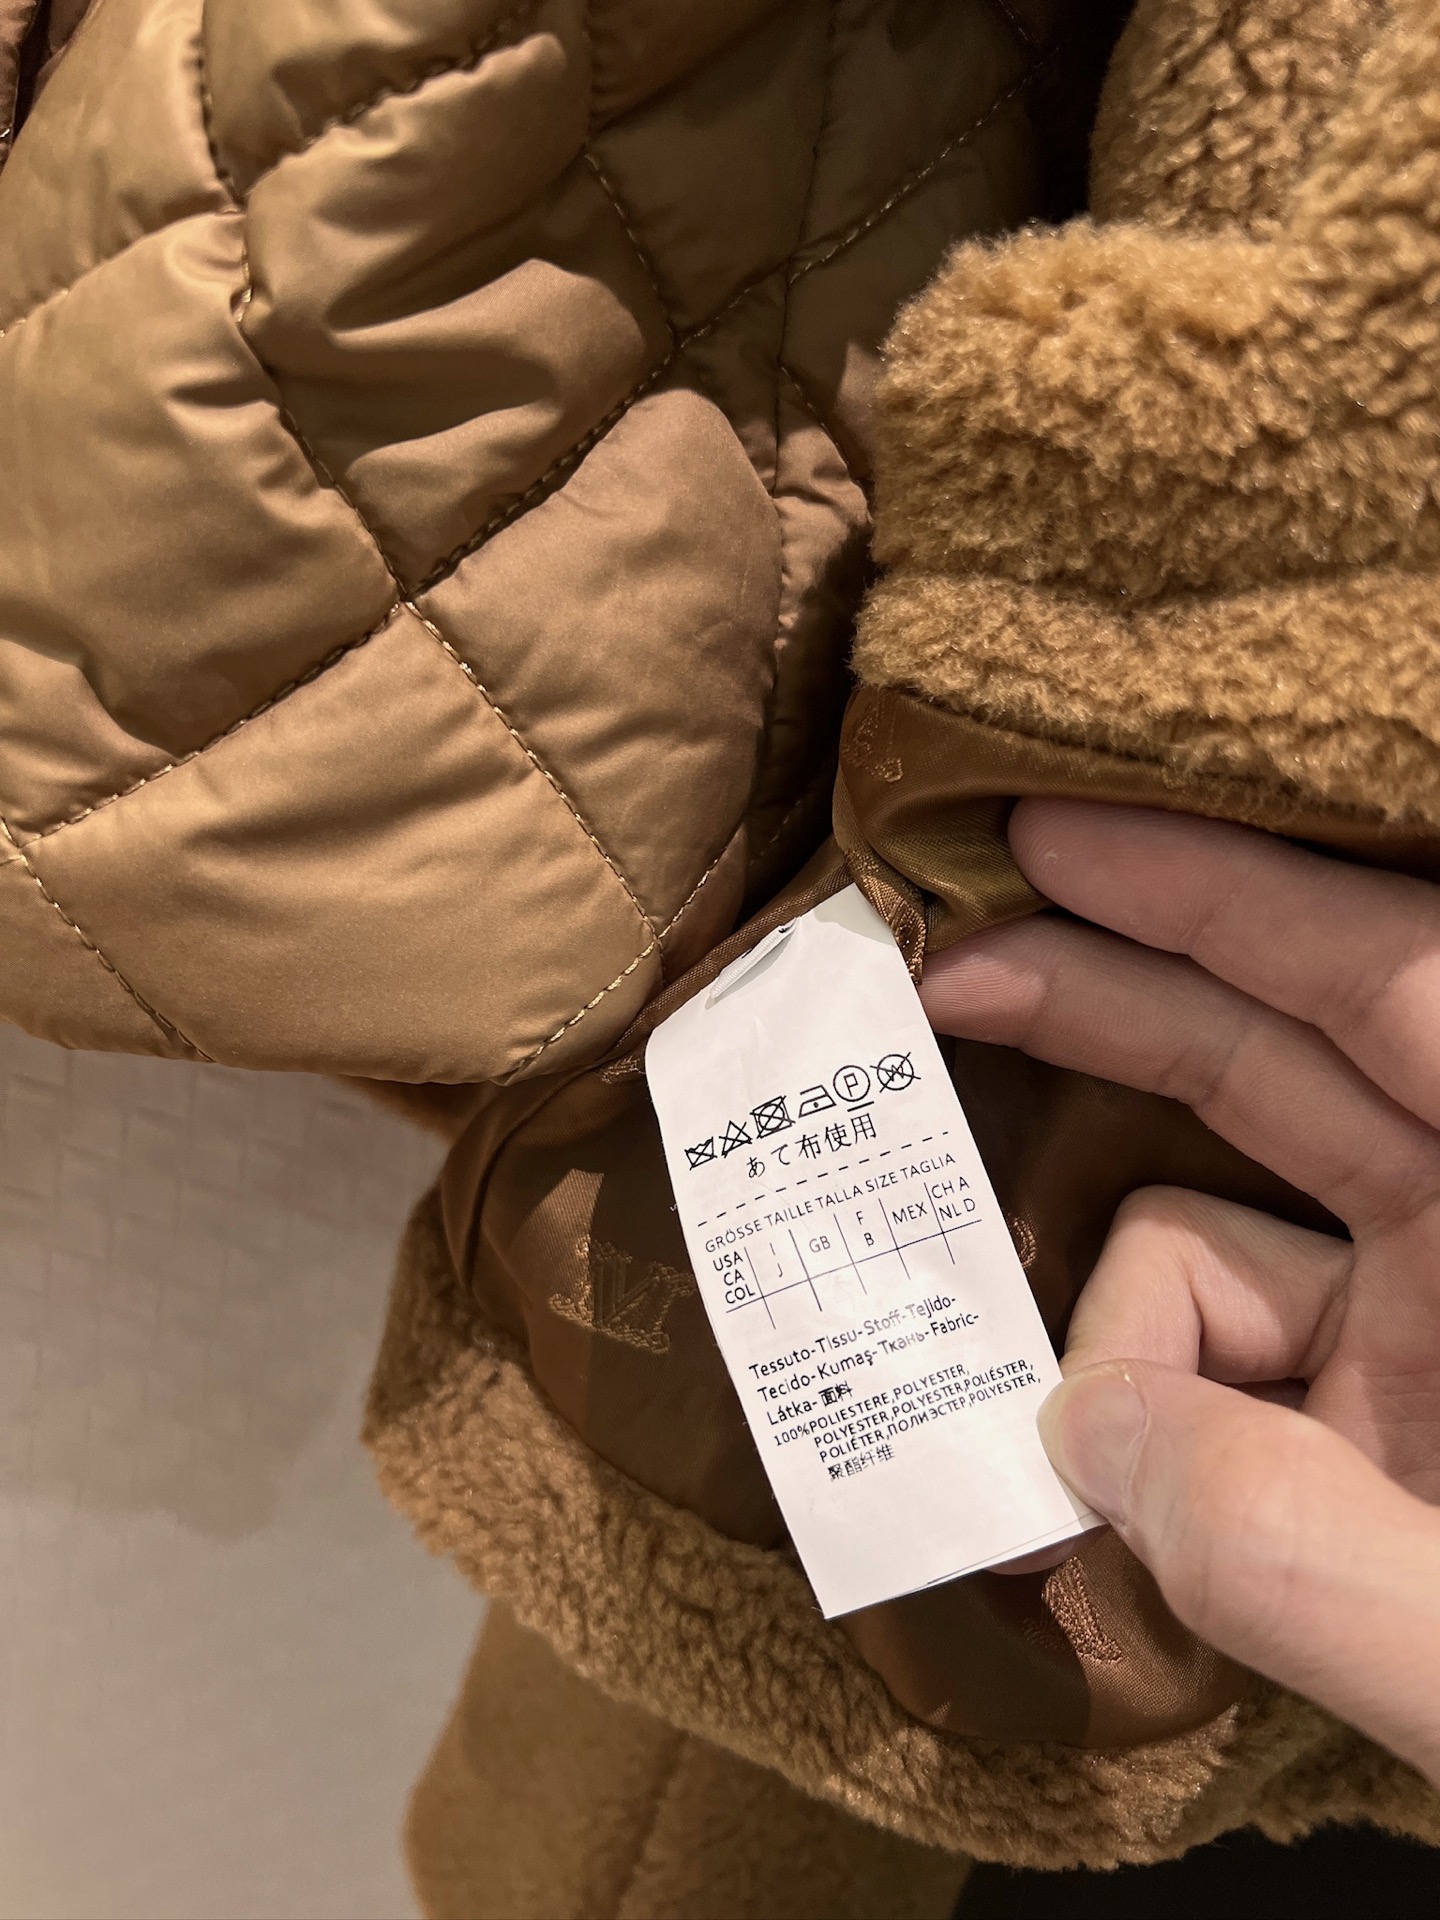 P W
あて布使用
GRÖSSE TAILLE TALLA SIZE TAGLIA
USA CA COL I J GB F B MEX CH A NL D
Tessuto-Tissu-Stoff-Tejido-
Tecido-Kumaş-Ткань-Fabric-
Látka-面料
100%POLIESTERE,POLYESTER,
POLYESTER,POLYESTER,POLIÉSTER,
POLIÉTER,ПОЛИЭСТЕР,POLYESTER,
聚酯纤维